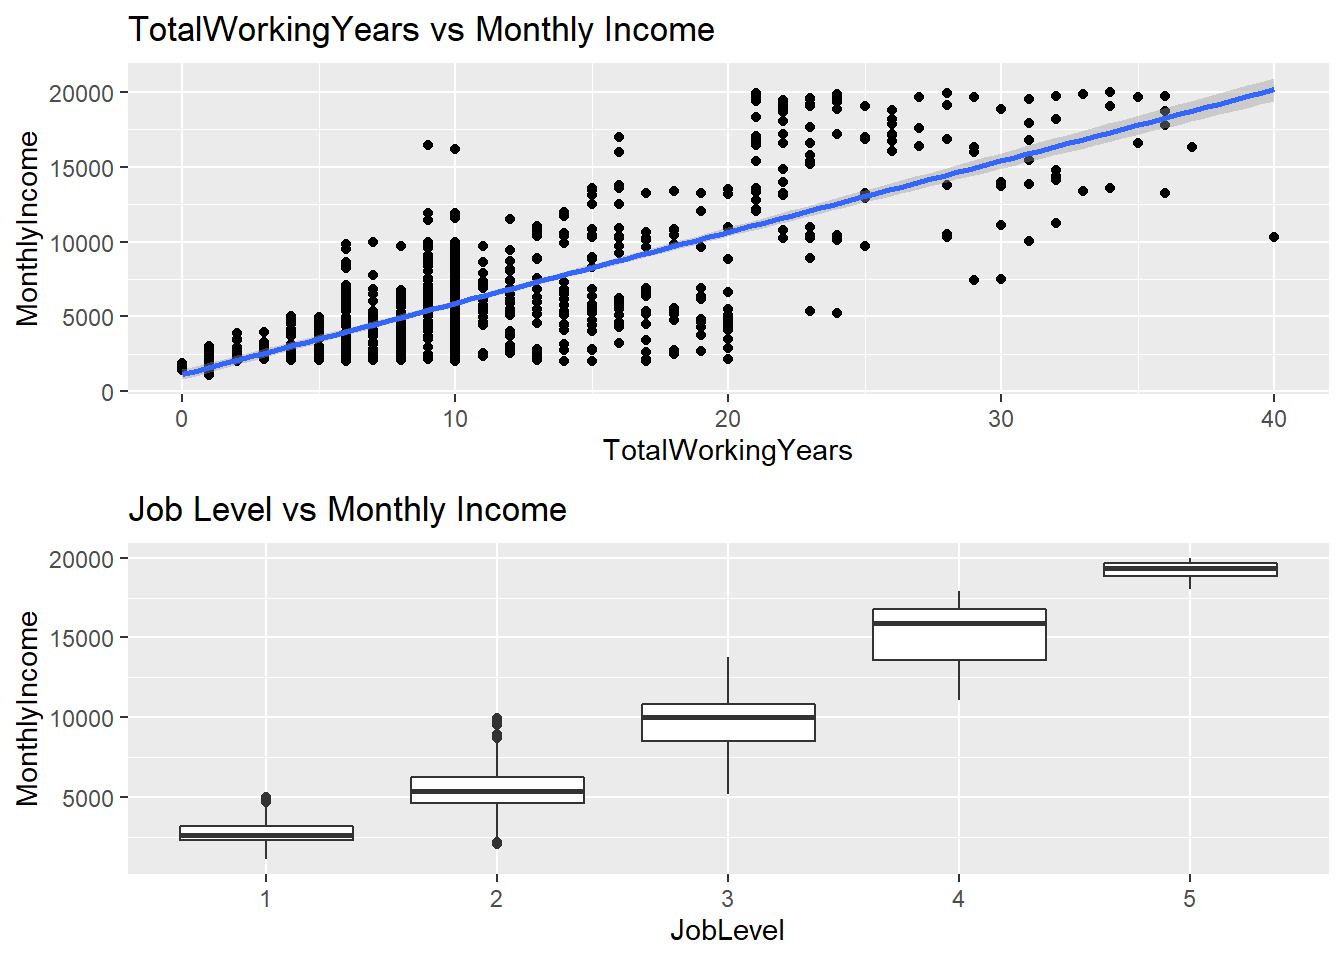 TotalWorkingYears vs Monthly Income
20000
15000
10000
5000
0
MonthlyIncome
0 10 20 30 40
TotalWorkingYears
Job Level vs Monthly Income
20000
15000
10000
5000
MonthlyIncome
1 2 3 4 5
JobLevel